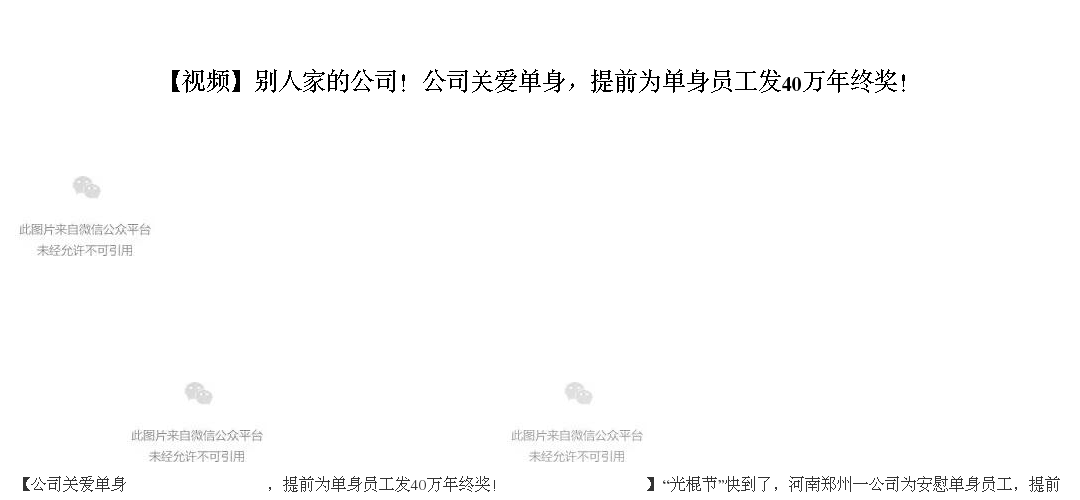 【视频】别人家的公司！公司关爱单身，提前为单身员工发40万年终奖！
此图片来自微信公众平台
未经允许不可引用
此图片来自微信公众平台
未经允许不可引用
此图片来自微信公众平台
未经允许不可引用
【公司关爱单身，提前为单身员工发40万年终奖！】“光棍节”快到了，河南郑州一公司为安慰单身员工，提前